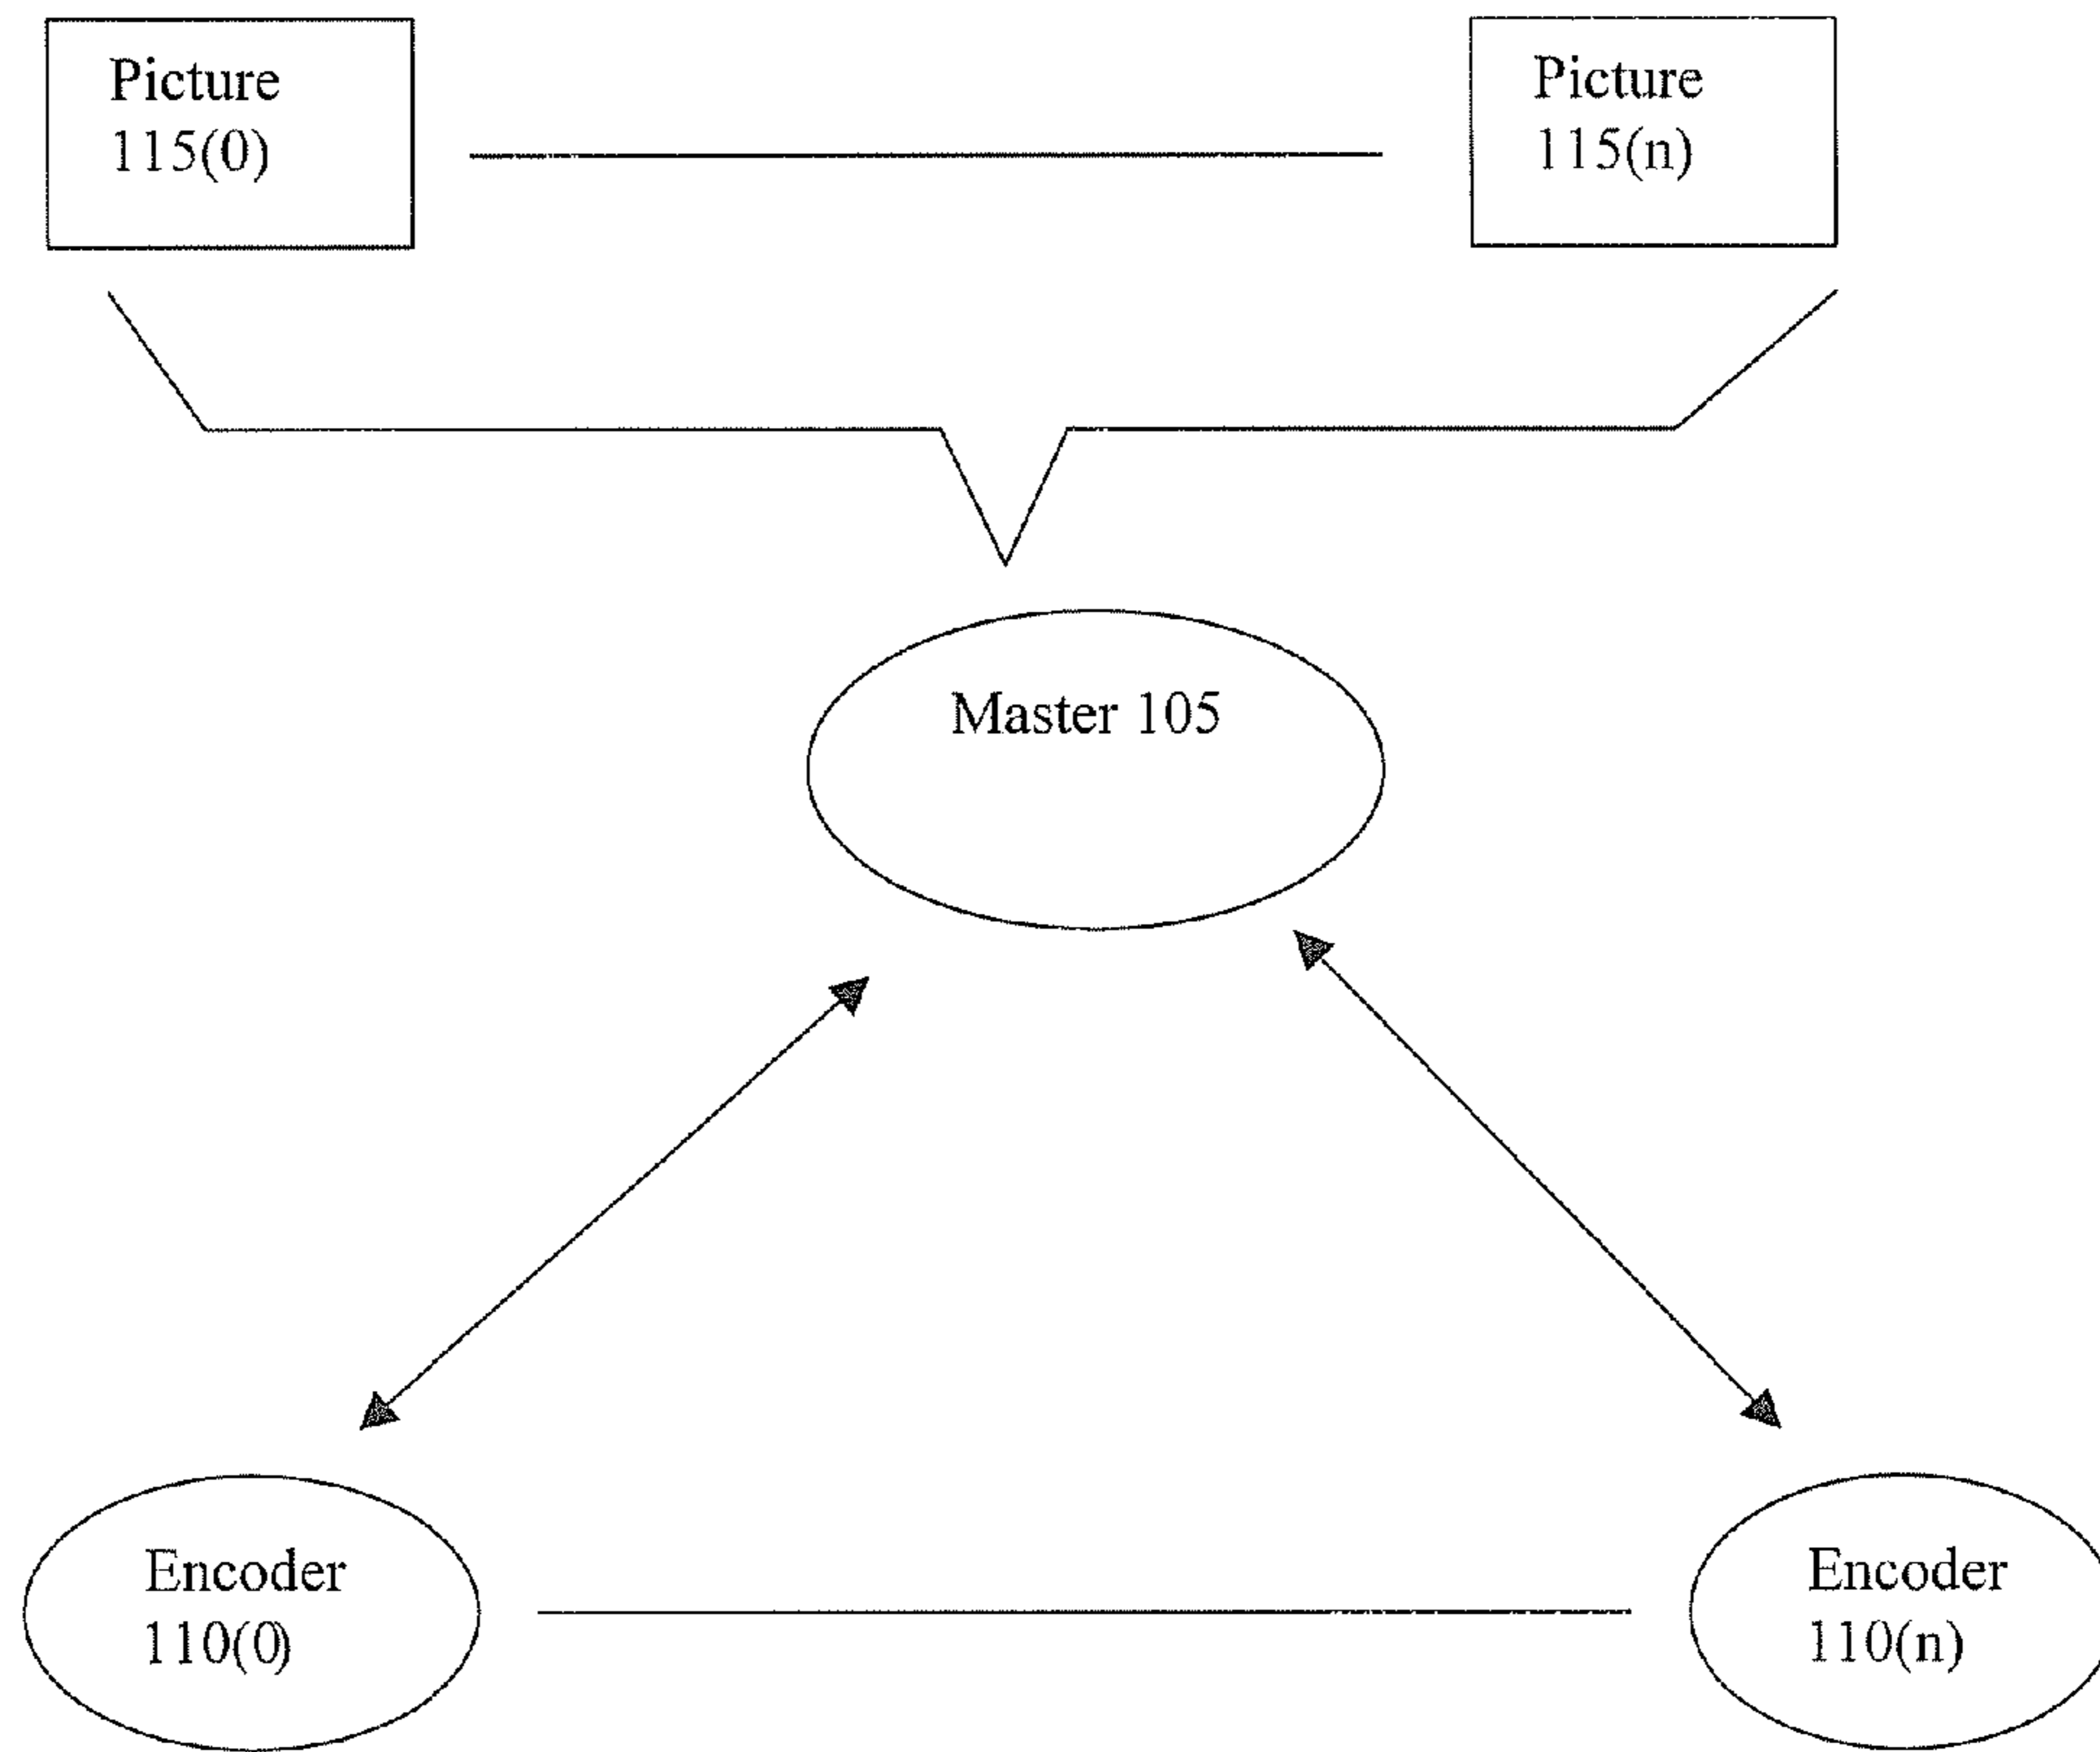 Picture
115(0)
Picture
115(n)
Master 105
Encoder
110(0)
Encoder
110(n)